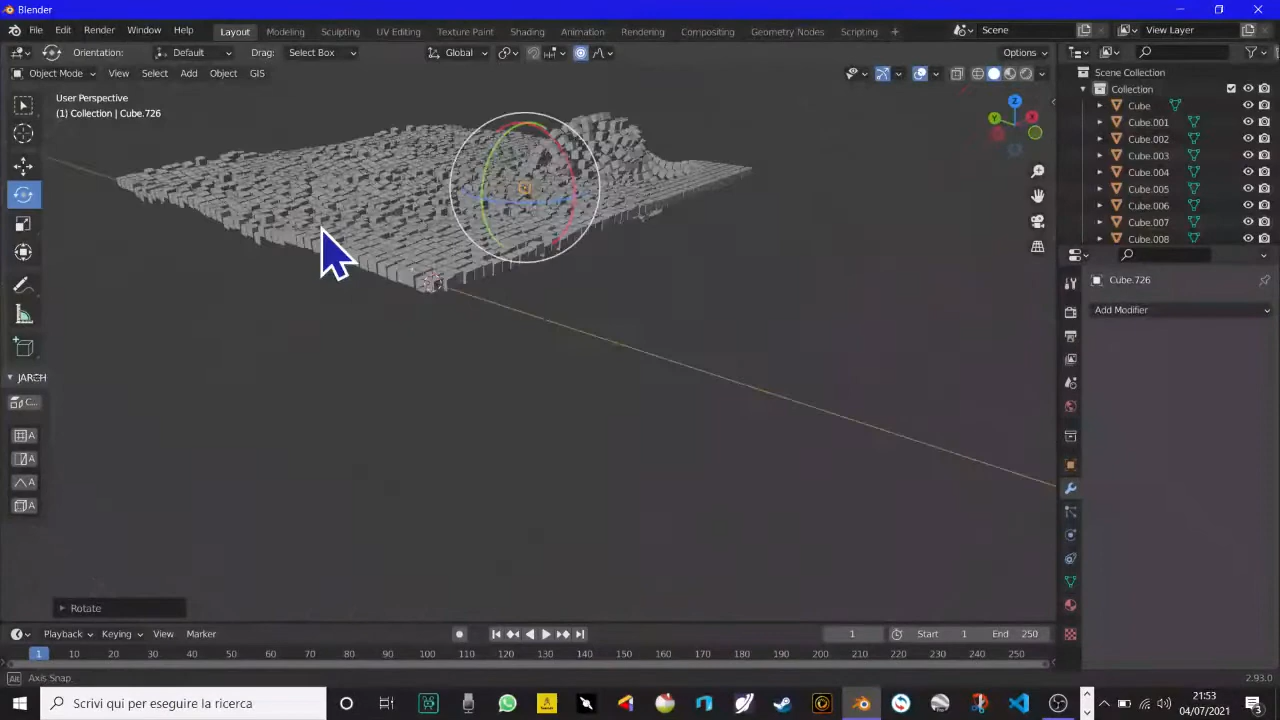 Blender
File Edit Render Window Help Layout Modeling Sculpting UV Editing Texture Paint Shading Animation Rendering Compositing Geometry Nodes Scripting Scene View Layer
Orientation: Default Drag: Select Box Global Options
Object Mode View Select Add Object GIS
Scene Collection
Collection
User Perspective
(1) Collection | Cube.726
Cube
Cube.001
Cube.002
Cube.003
Cube.004
Cube.005
Cube.006
Cube.007
Cube.008
Z
Y
X
Cube.726
Add Modifier
JARCH
C...
A
A
A
A
Rotate
Playback Keying View Marker 1 Start 1 End 250
1 10 20 30 40 50 60 70 80 90 100 110 120 130 140 150 160 170 180 190 200 210 220 230 240 250
Alt Axis Snap 2.93.0
Scrivi qui per eseguire la ricerca
21:53
04/07/2021
3